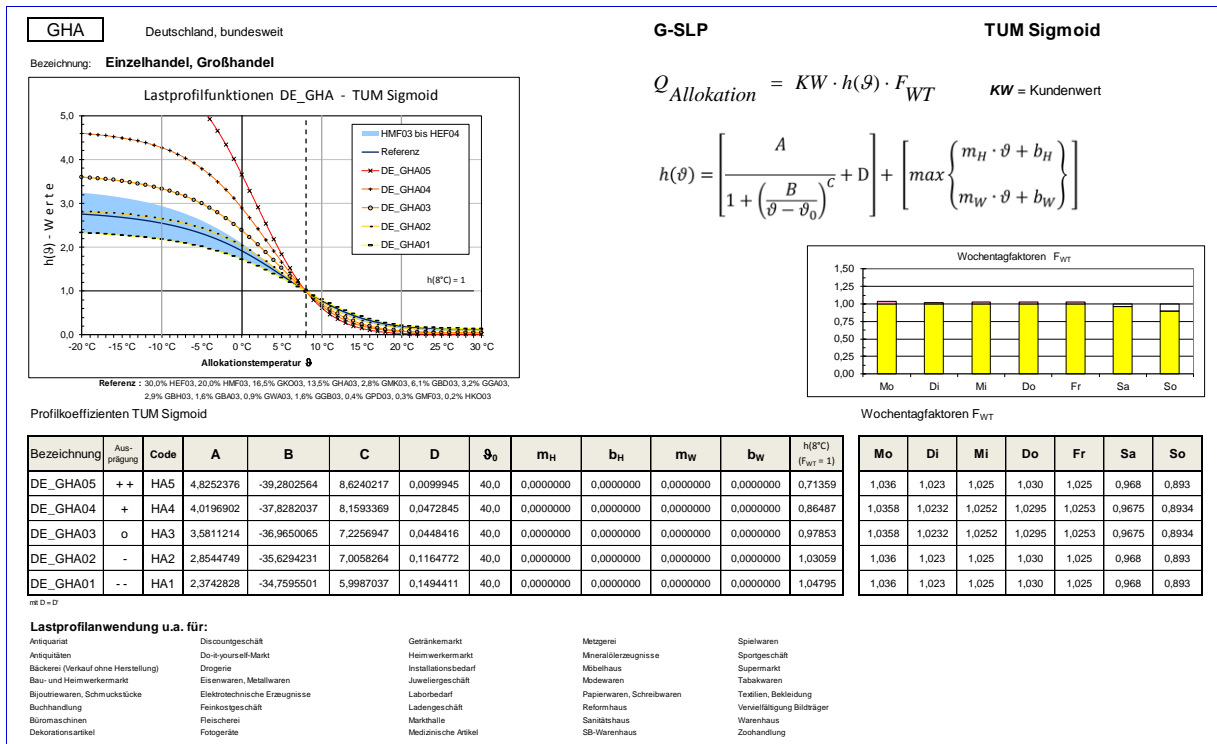 GHA Deutschland, bundesweit G-SLP TUM Sigmoid
Bezeichnung: Einzelhandel, Großhandel
Q_Allokation = KW · h(ϑ) · F_WT KW = Kundenwert
h(ϑ) = [ A / (1 + (B / (ϑ − ϑ0))^C) + D ] + [ max { m_H · ϑ + b_H ; m_W · ϑ + b_W } ]
Lastprofilfunktionen DE_GHA - TUM Sigmoid
h(ϑ) - Werte
5,0
4,0
3,0
2,0
1,0
0,0
HMF03 bis HEF04
Referenz
DE_GHA05
DE_GHA04
DE_GHA03
DE_GHA02
DE_GHA01
h(8°C) = 1
-20 °C -15 °C -10 °C -5 °C 0 °C 5 °C 10 °C 15 °C 20 °C 25 °C 30 °C
Allokationstemperatur ϑ
Referenz : 30,0% HEF03, 20,0% HMF03, 16,5% GKO03, 13,5% GHA03, 2,8% GMK03, 6,1% GBD03, 3,2% GGA03,
2,9% GBH03, 1,6% GBA03, 0,9% GWA03, 1,6% GGB03, 0,4% GPD03, 0,3% GMF03, 0,2% HKO03
Wochentagfaktoren F_WT
1,50
1,25
1,00
0,75
0,50
0,25
0,00
Mo Di Mi Do Fr Sa So
Profilkoeffizienten TUM Sigmoid
Bezeichnung Aus-prägung Code A B C D ϑ0 m_H b_H m_W b_W h(8°C) (F_WT = 1)
DE_GHA05 + + HA5 4,8252376 -39,2802564 8,6240217 0,0099945 40,0 0,0000000 0,0000000 0,0000000 0,0000000 0,71359
DE_GHA04 + HA4 4,0196902 -37,8282037 8,1593369 0,0472845 40,0 0,0000000 0,0000000 0,0000000 0,0000000 0,86487
DE_GHA03 o HA3 3,5811214 -36,9650065 7,2256947 0,0448416 40,0 0,0000000 0,0000000 0,0000000 0,0000000 0,97853
DE_GHA02 - HA2 2,8544749 -35,6294231 7,0058264 0,1164772 40,0 0,0000000 0,0000000 0,0000000 0,0000000 1,03059
DE_GHA01 - - HA1 2,3742828 -34,7595501 5,9987037 0,1494411 40,0 0,0000000 0,0000000 0,0000000 0,0000000 1,04795
mit D = D'
Wochentagfaktoren F_WT
Mo Di Mi Do Fr Sa So
1,036 1,023 1,025 1,030 1,025 0,968 0,893
1,0358 1,0232 1,0252 1,0295 1,0253 0,9675 0,8934
1,0358 1,0232 1,0252 1,0295 1,0253 0,9675 0,8934
1,036 1,023 1,025 1,030 1,025 0,968 0,893
1,036 1,023 1,025 1,030 1,025 0,968 0,893
Lastprofilanwendung u.a. für:
Antiquariat Discountgeschäft Getränkemarkt Metzgerei Spielwaren
Antiquitäten Do-it-yourself-Markt Heimwerkermarkt Mineralölerzeugnisse Sportgeschäft
Bäckerei (Verkauf ohne Herstellung) Drogerie Installationsbedarf Möbelhaus Supermarkt
Bau- und Heimwerkermarkt Eisenwaren, Metallwaren Juweliergeschäft Modewaren Tabakwaren
Bijoutriewaren, Schmuckstücke Elektrotechnische Erzeugnisse Laborbedarf Papierwaren, Schreibwaren Textilien, Bekleidung
Buchhandlung Feinkostgeschäft Ladengeschäft Reformhaus Vervielfältigung Bildträger
Büromaschinen Fleischerei Markthalle Sanitätshaus Warenhaus
Dekorationsartikel Fotogeräte Medizinische Artikel SB-Warenhaus Zoohandlung